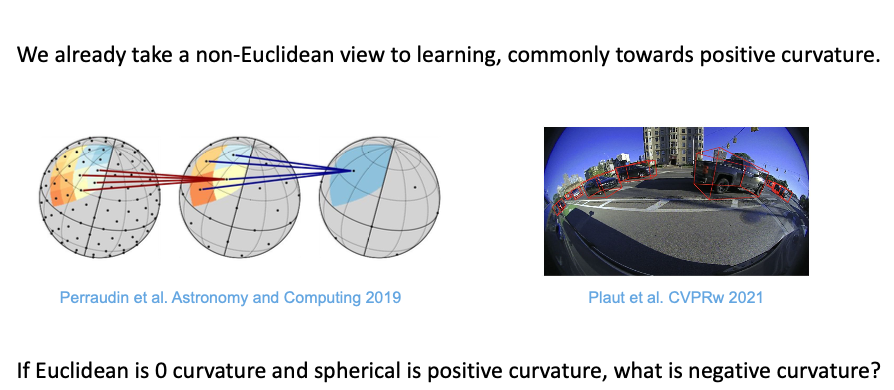 We already take a non-Euclidean view to learning, commonly towards positive curvature.
Perraudin et al. Astronomy and Computing 2019
Plaut et al. CVPRw 2021
If Euclidean is 0 curvature and spherical is positive curvature, what is negative curvature?